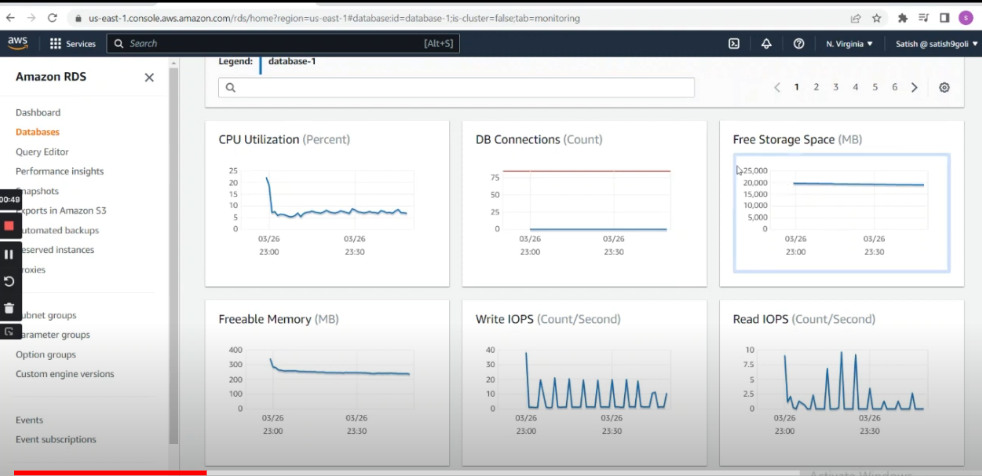 us-east-1.console.aws.amazon.com/rds/home?region=us-east-1#database:id=database-1;is-cluster=false;tab=monitoring
S
aws
Services
Search
[Alt+S]
N. Virginia
Satish @ satish9goli
Amazon RDS
Dashboard
Databases
Query Editor
Performance insights
napshots
xports in Amazon S3
utomated backups
eserved instances
roxies
ubnet groups
arameter groups
Option groups
Custom engine versions
Events
Event subscriptions
00:49
Legend: database-1
1 2 3 4 5 6
CPU Utilization (Percent)
25
20
15
10
5
0
03/26 03/26
23:00 23:30
DB Connections (Count)
75
50
25
0
03/26 03/26
23:00 23:30
Free Storage Space (MB)
25,000
20,000
15,000
10,000
5,000
0
03/26 03/26
23:00 23:30
Freeable Memory (MB)
400
300
200
100
0
03/26 03/26
23:00 23:30
Write IOPS (Count/Second)
40
30
20
10
0
03/26 03/26
23:00 23:30
Read IOPS (Count/Second)
10
7.5
5
2.5
0
03/26 03/26
23:00 23:30
Activate Windows